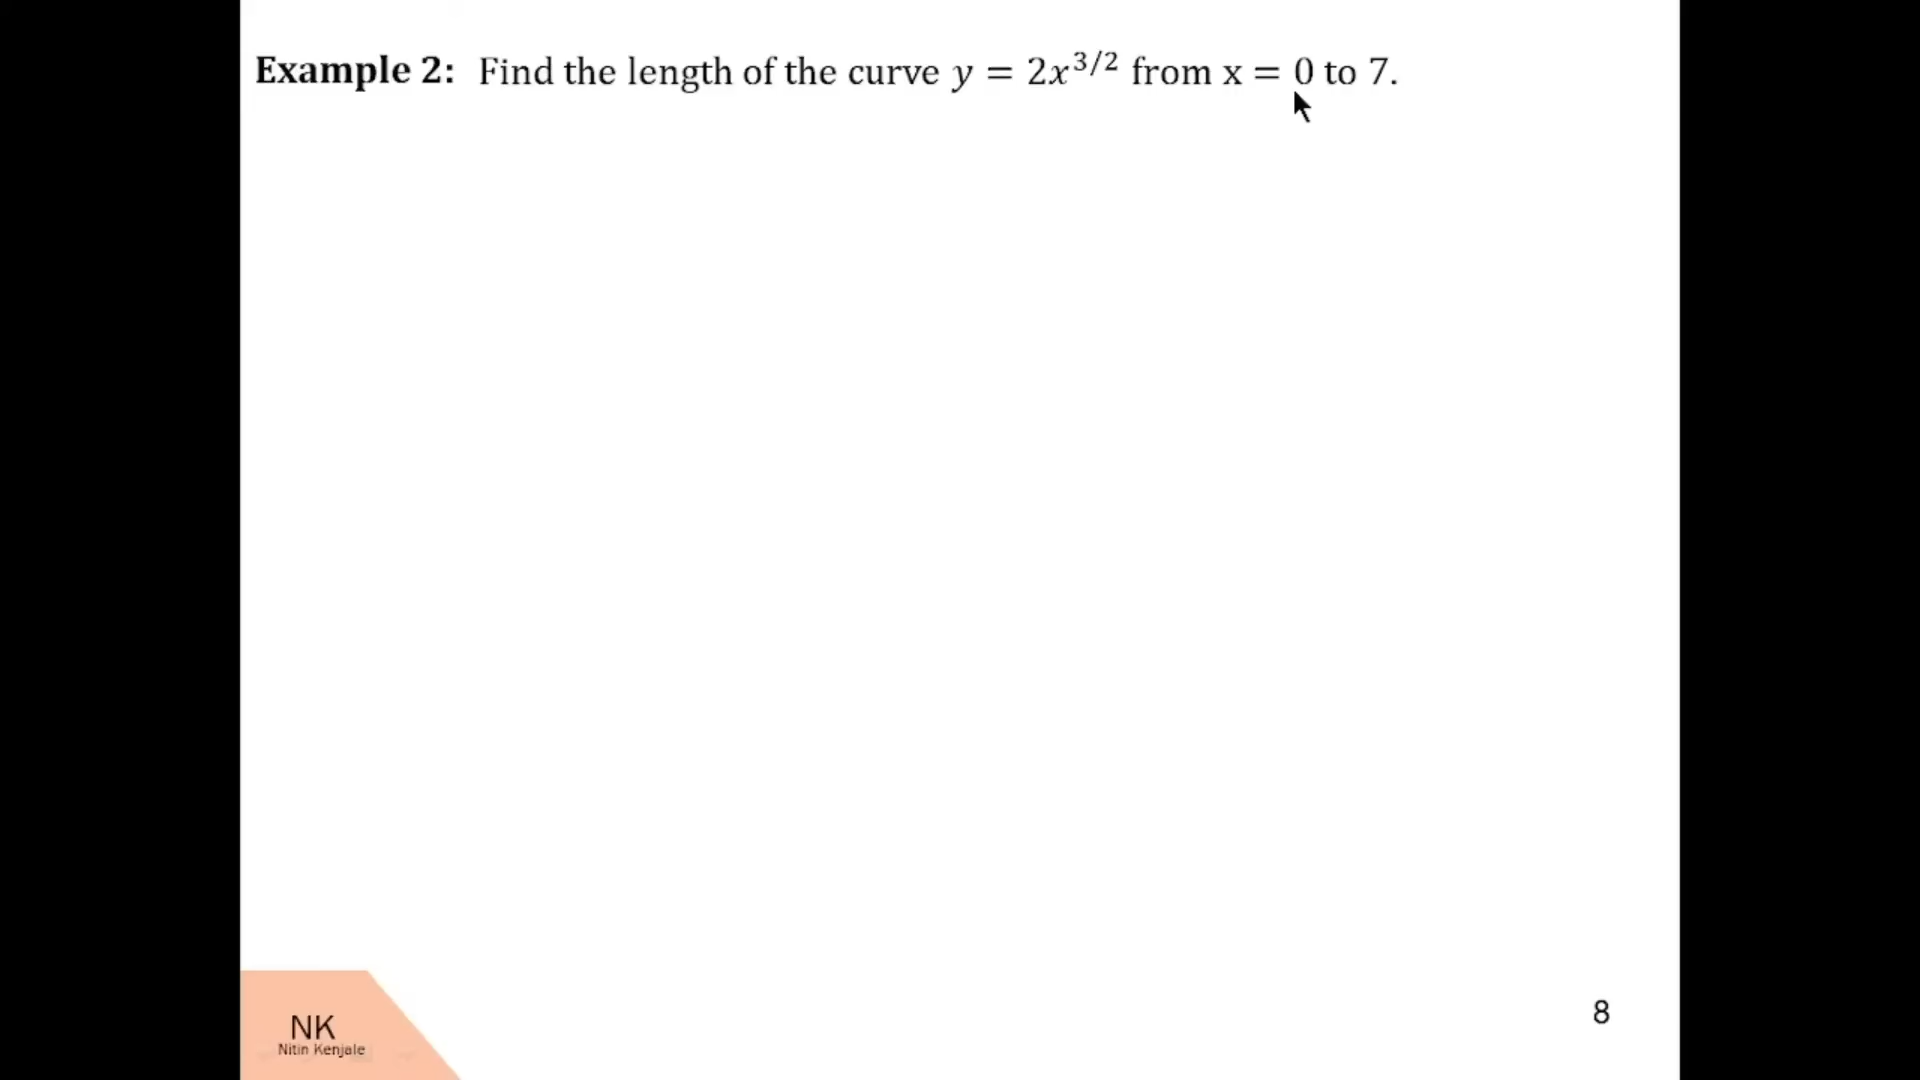 Example 2: Find the length of the curve y = 2x^{3/2} from x = 0 to 7.
NK
Nitin Kenjale
8